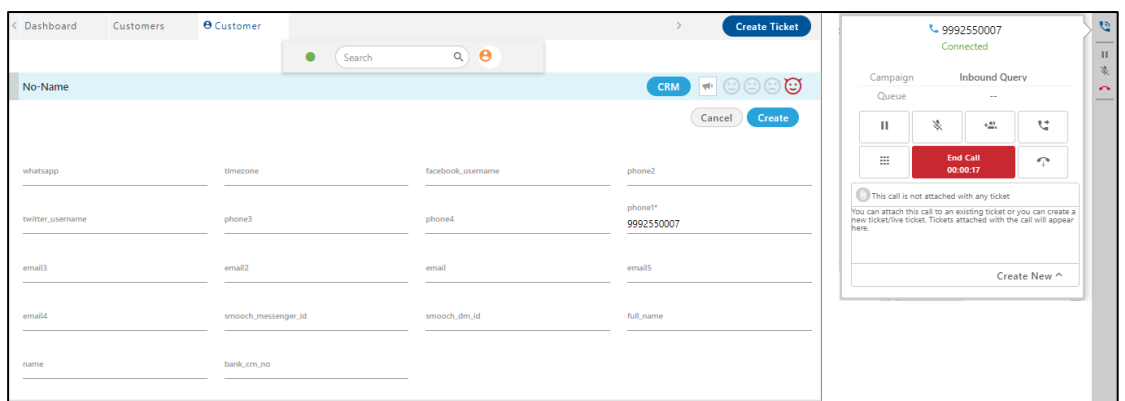 Dashboard Customers Customer Create Ticket
Search
No-Name CRM
Cancel Create
whatsapp timezone facebook_username phone2
twitter_username phone3 phone4 phone1*
9992550007
email3 email2 email email5
email4 smooch_messenger_id smooch_dm_id full_name
name bank_crn_no
9992550007
Connected
Campaign Inbound Query
Queue --
End Call
00:00:17
This call is not attached with any ticket
You can attach this call to an existing ticket or you can create a
new ticket/live ticket. Tickets attached with the call will appear
here.
Create New